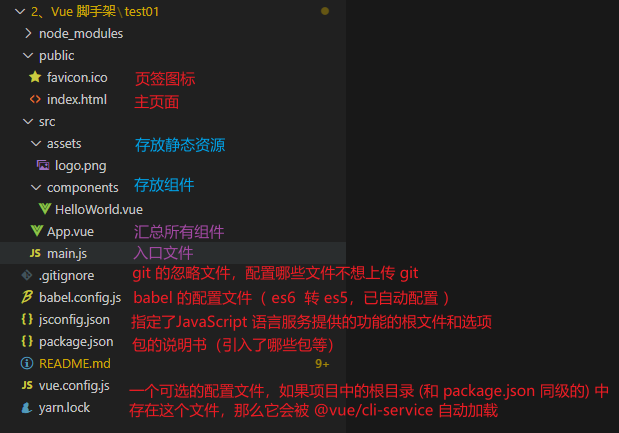 2、Vue 脚手架\test01
node_modules
public
favicon.ico 页签图标
index.html 主页面
src
assets 存放静态资源
logo.png
components 存放组件
HelloWorld.vue
App.vue 汇总所有组件
JS main.js 入口文件
.gitignore git 的忽略文件，配置哪些文件不想上传 git
babel.config.js babel 的配置文件（ es6 转 es5，已自动配置 ）
{} jsconfig.json 指定了JavaScript 语言服务提供的功能的根文件和选项
{} package.json 包的说明书（引入了哪些包等）
README.md 9+
JS vue.config.js 一个可选的配置文件，如果项目中的根目录 (和 package.json 同级的) 中
yarn.lock 存在这个文件，那么它会被 @vue/cli-service 自动加载